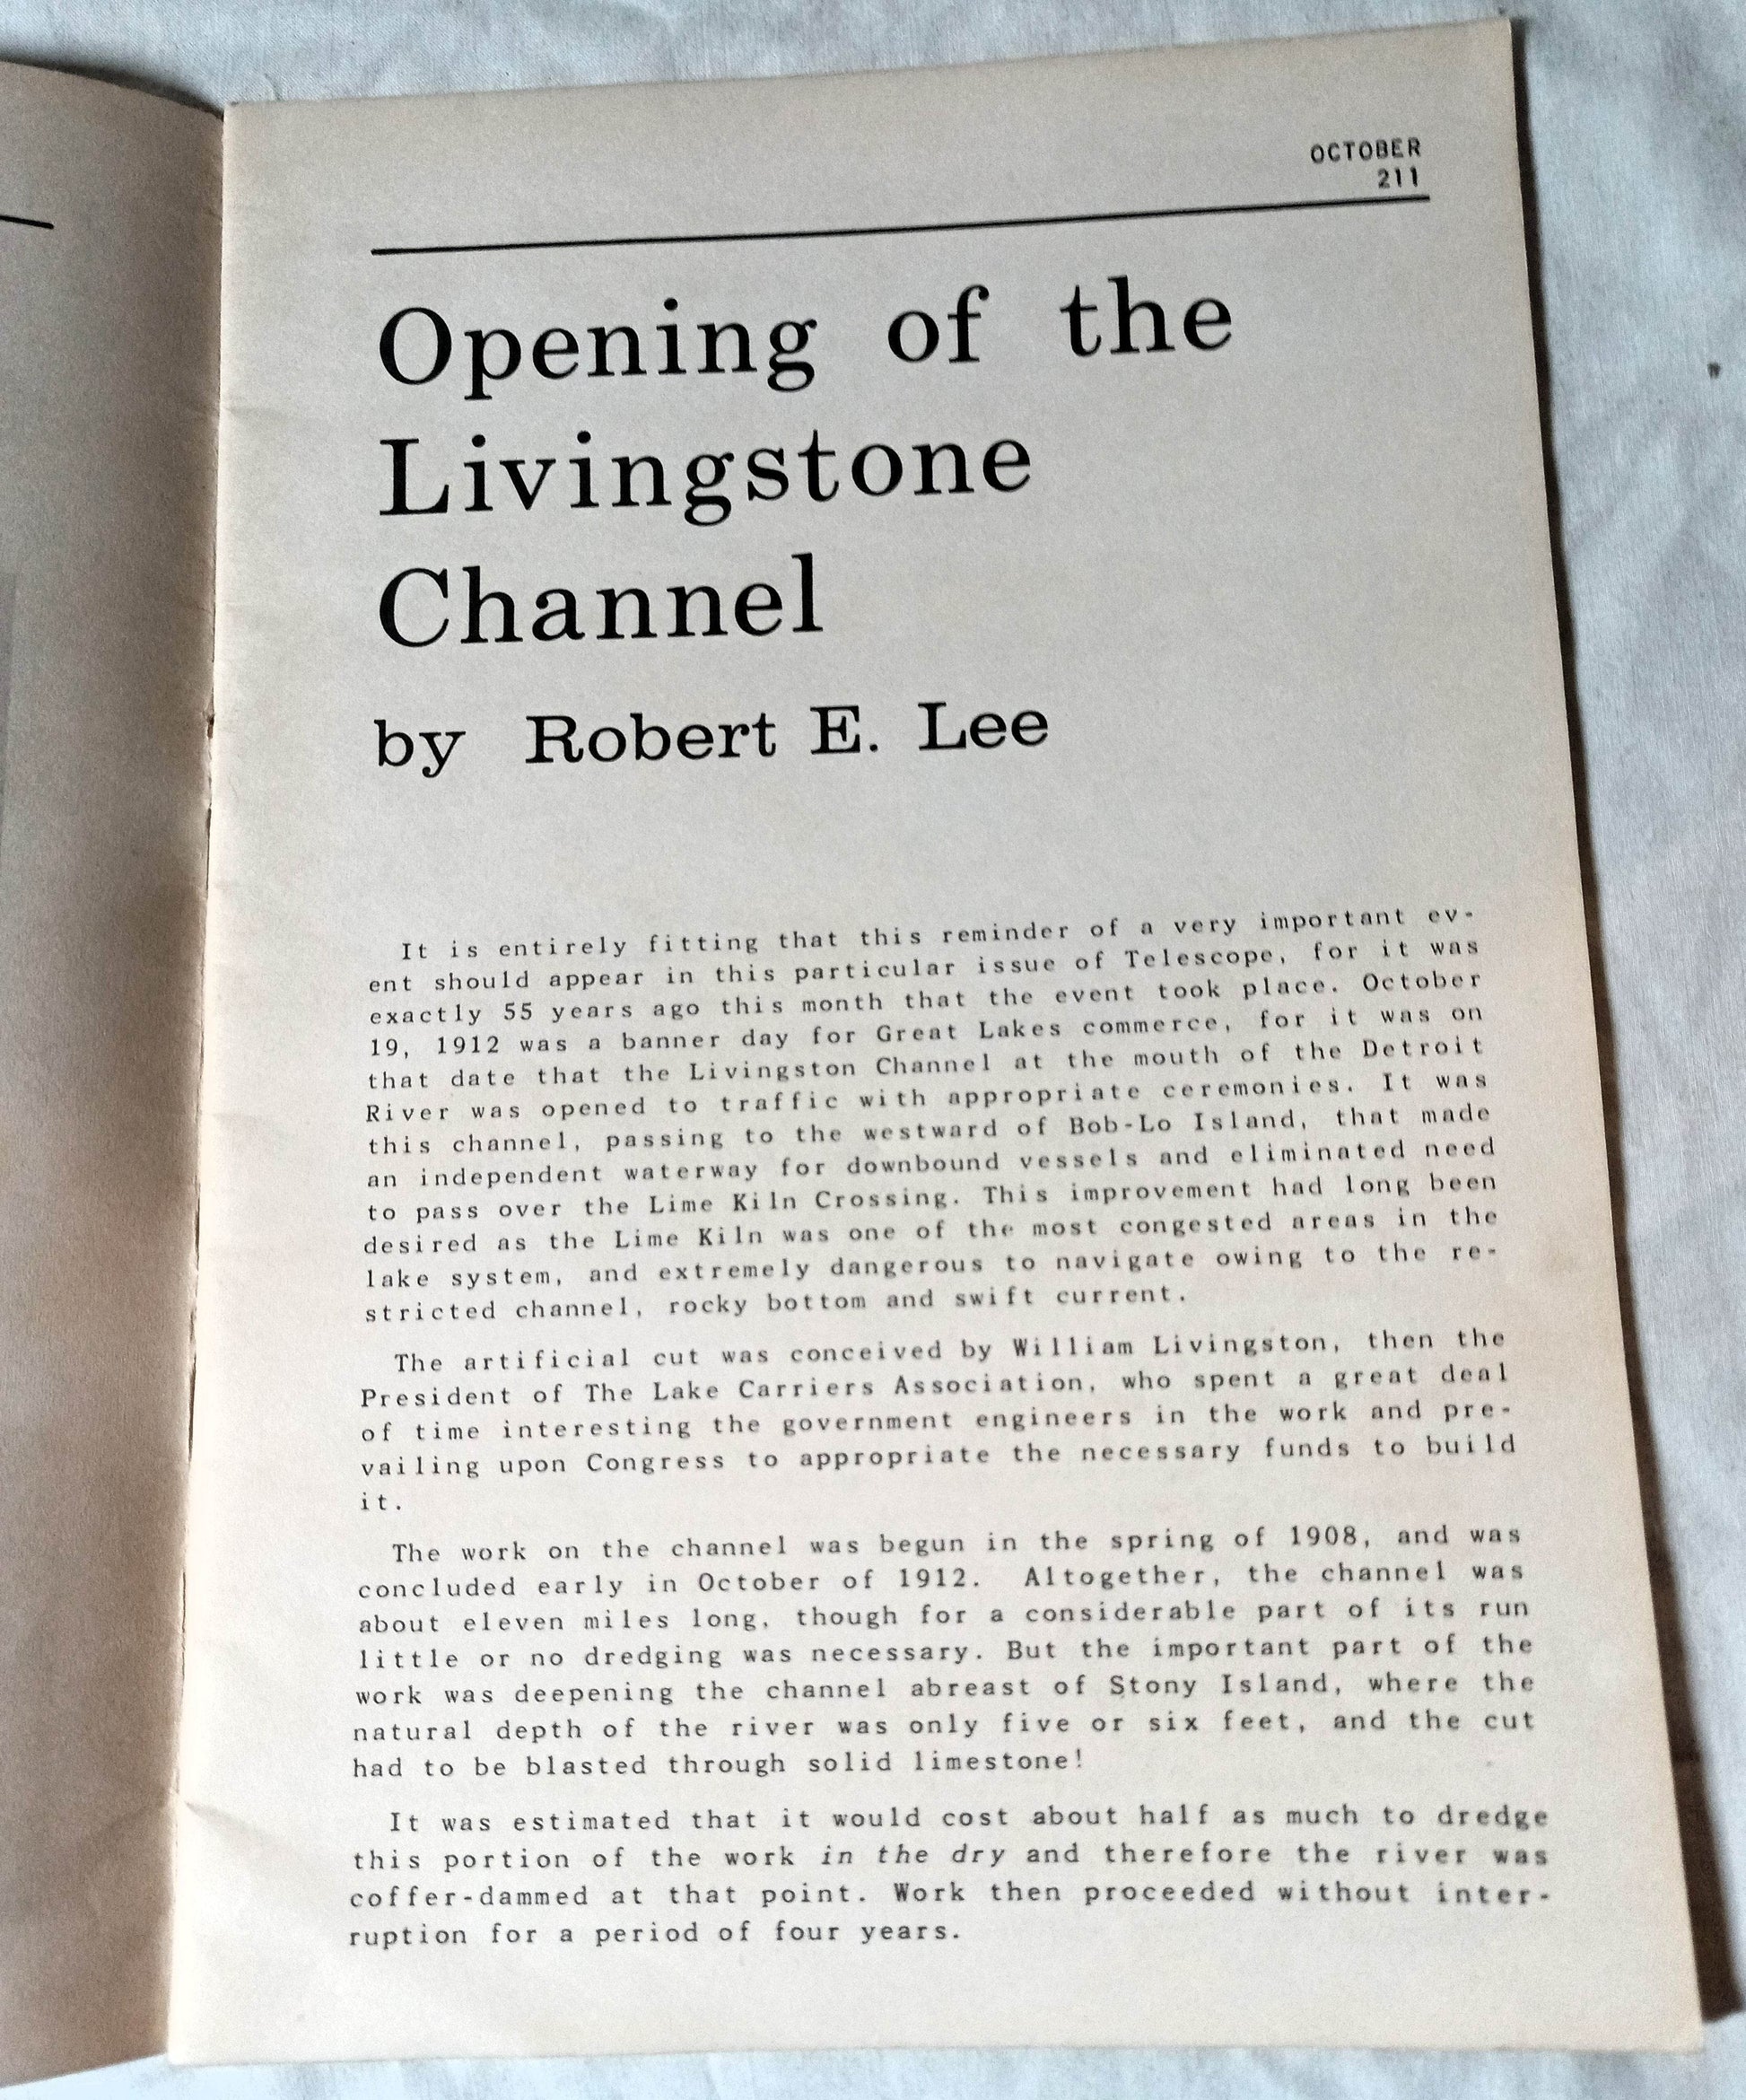 OCTOBER
211
Opening of the
Livingstone
Channel
by Robert E. Lee
It is entirely fitting that this reminder of a very important ev-
ent should appear in this particular issue of Telescope, for it was
exactly 55 years ago this month that the event took place. October
19, 1912 was a banner day for Great Lakes commerce, for it was on
that date that the Livingston Channel at the mouth of the Detroit
River was opened to traffic with appropriate ceremonies. It was
this channel, passing to the westward of Bob-Lo Island, that made
an independent waterway for downbound vessels and eliminated need
to pass over the Lime Kiln Crossing. This improvement had long been
desired as the Lime Kiln was one of the most congested areas in the
lake system, and extremely dangerous to navigate owing to the re-
stricted channel, rocky bottom and swift current.
The artificial cut was conceived by William Livingston, then the
President of The Lake Carriers Association, who spent a great deal
of time interesting the government engineers in the work and pre-
vailing upon Congress to appropriate the necessary funds to build
it.
The work on the channel was begun in the spring of 1908, and was
concluded early in October of 1912. Altogether, the channel was
about eleven miles long, though for a considerable part of its run
little or no dredging was necessary. But the important part of the
work was deepening the channel abreast of Stony Island, where the
natural depth of the river was only five or six feet, and the cut
had to be blasted through solid limestone!
It was estimated that it would cost about half as much to dredge
this portion of the work in the dry and therefore the river was
coffer-dammed at that point. Work then proceeded without inter-
ruption for a period of four years.